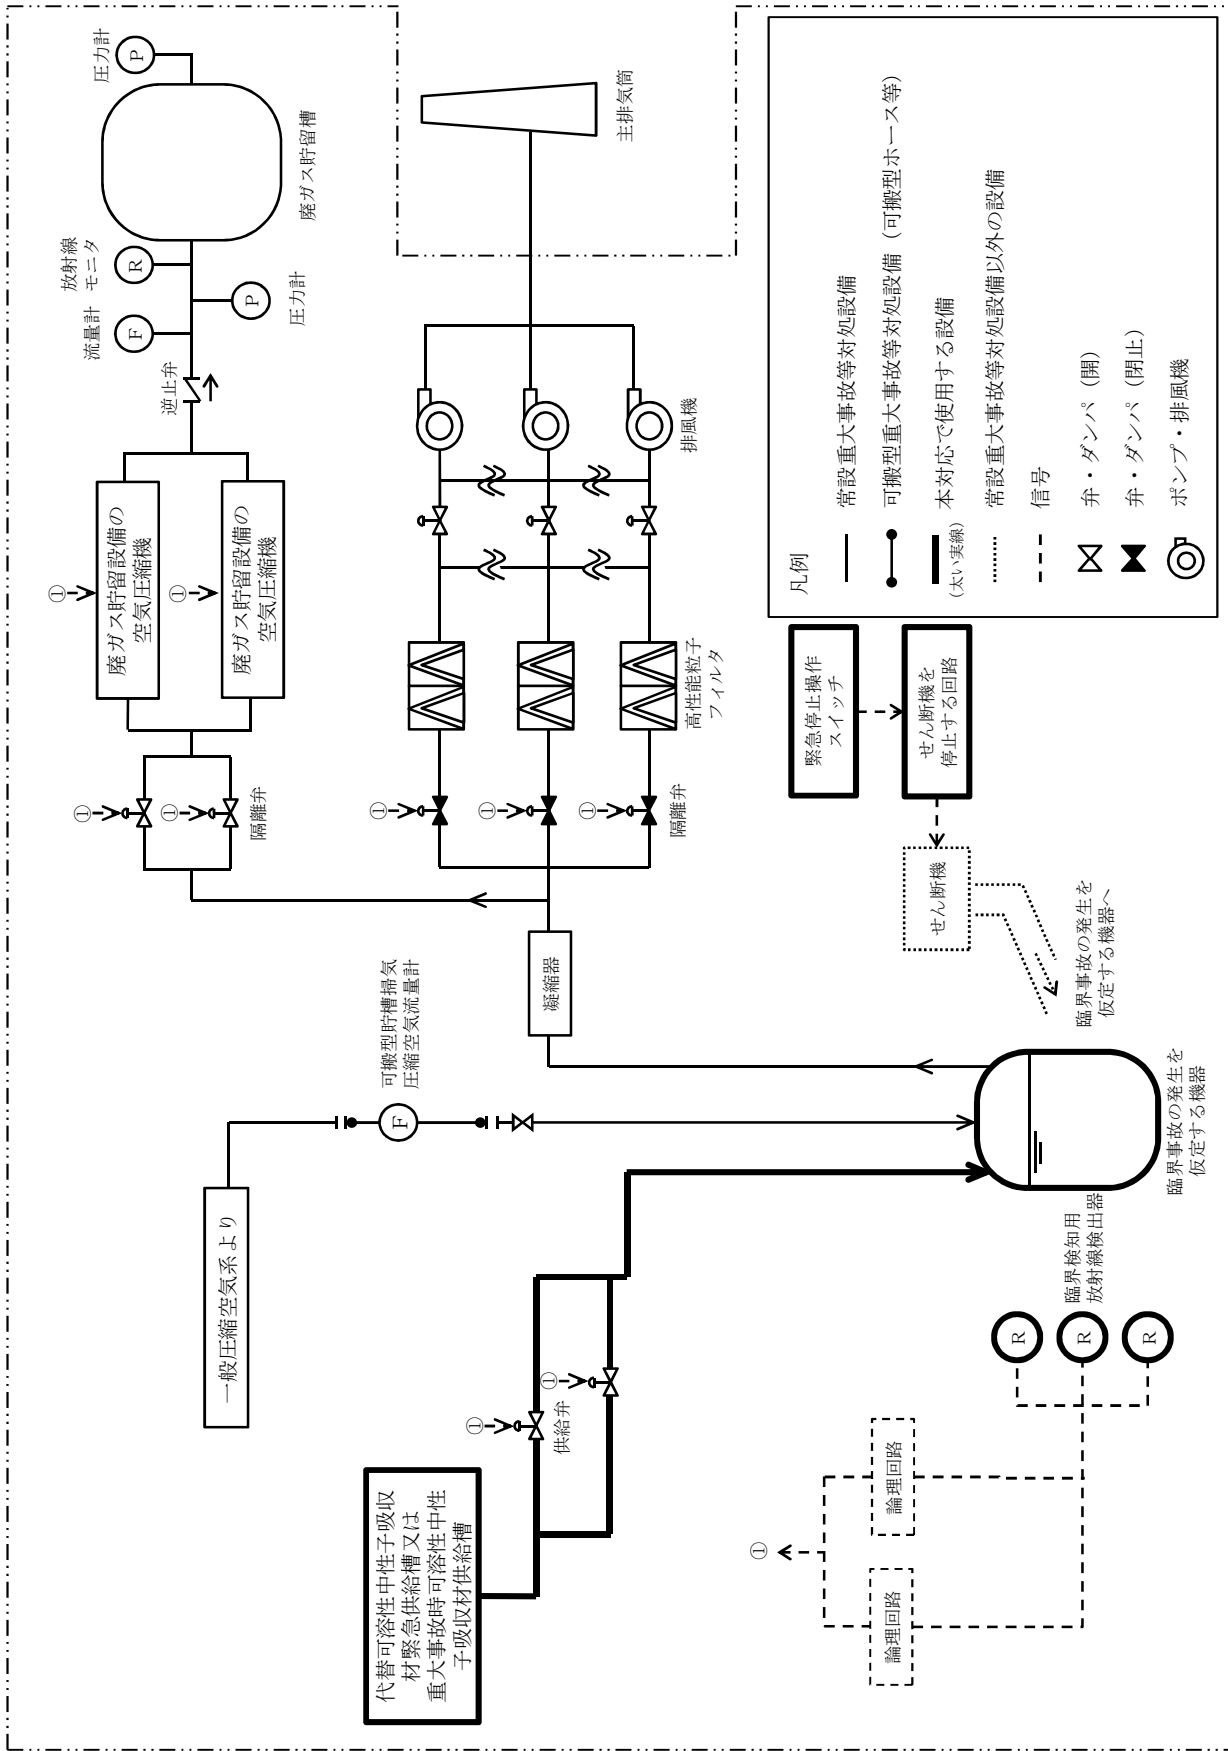 代替可溶性中性子吸収
材緊急供給槽又は
重大事故時可溶性中性
子吸収材供給槽
①
①
供給弁
一般圧縮空気系より
F
可搬型貯槽掃気
圧縮空気流量計
凝縮器
①
①
隔離弁
①
廃ガス貯留設備の
空気圧縮機
①
廃ガス貯留設備の
空気圧縮機
逆止弁
流量計
F
放射線
モニタ
R
P
圧力計
廃ガス貯留槽
P
圧力計
①
①
①
隔離弁
高性能粒子
フィルタ
排風機
主排気筒
①
論理回路
論理回路
R
R
R
臨界検知用
放射線検出器
臨界事故の発生を
仮定する機器
緊急停止操作
スイッチ
せん断機を
停止する回路
せん断機
臨界事故の発生を
仮定する機器へ
凡例
常設重大事故等対処設備
可搬型重大事故等対処設備（可搬型ホース等）
(太い実線)
本対応で使用する設備
常設重大事故等対処設備以外の設備
信号
弁・ダンパ（開）
弁・ダンパ（閉止）
ポンプ・排風機